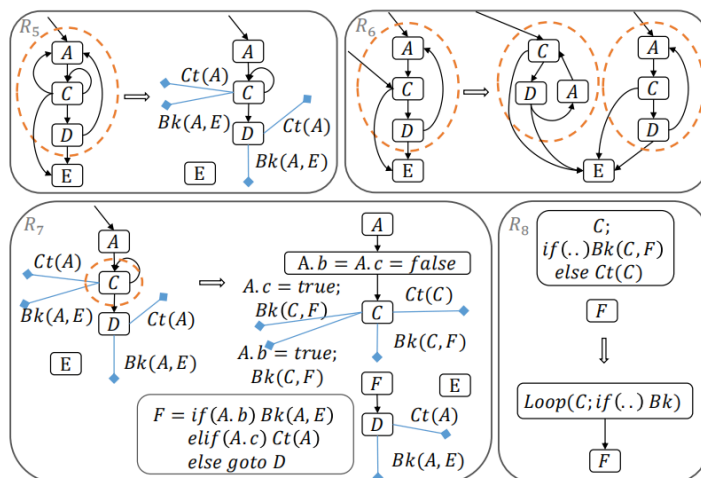 R5
A
C
D
E
A
Ct(A)
C
Bk(A, E)
D
Ct(A)
Bk(A, E)
E
R6
A
C
D
E
C
D
A
A
C
D
E
R7
A
Ct(A)
C
Bk(A, E)
D
Ct(A)
E
Bk(A, E)
A
A.b = A.c = false
A.c = true;
Bk(C, F)
C
Ct(C)
Bk(C, F)
A.b = true;
Bk(C, F)
F
E
D
Ct(A)
Bk(A, E)
F = if(A.b) Bk(A, E)
elif(A.c) Ct(A)
else goto D
R8
C;
if(..)Bk(C, F)
else Ct(C)
F
Loop(C;if(..) Bk)
F